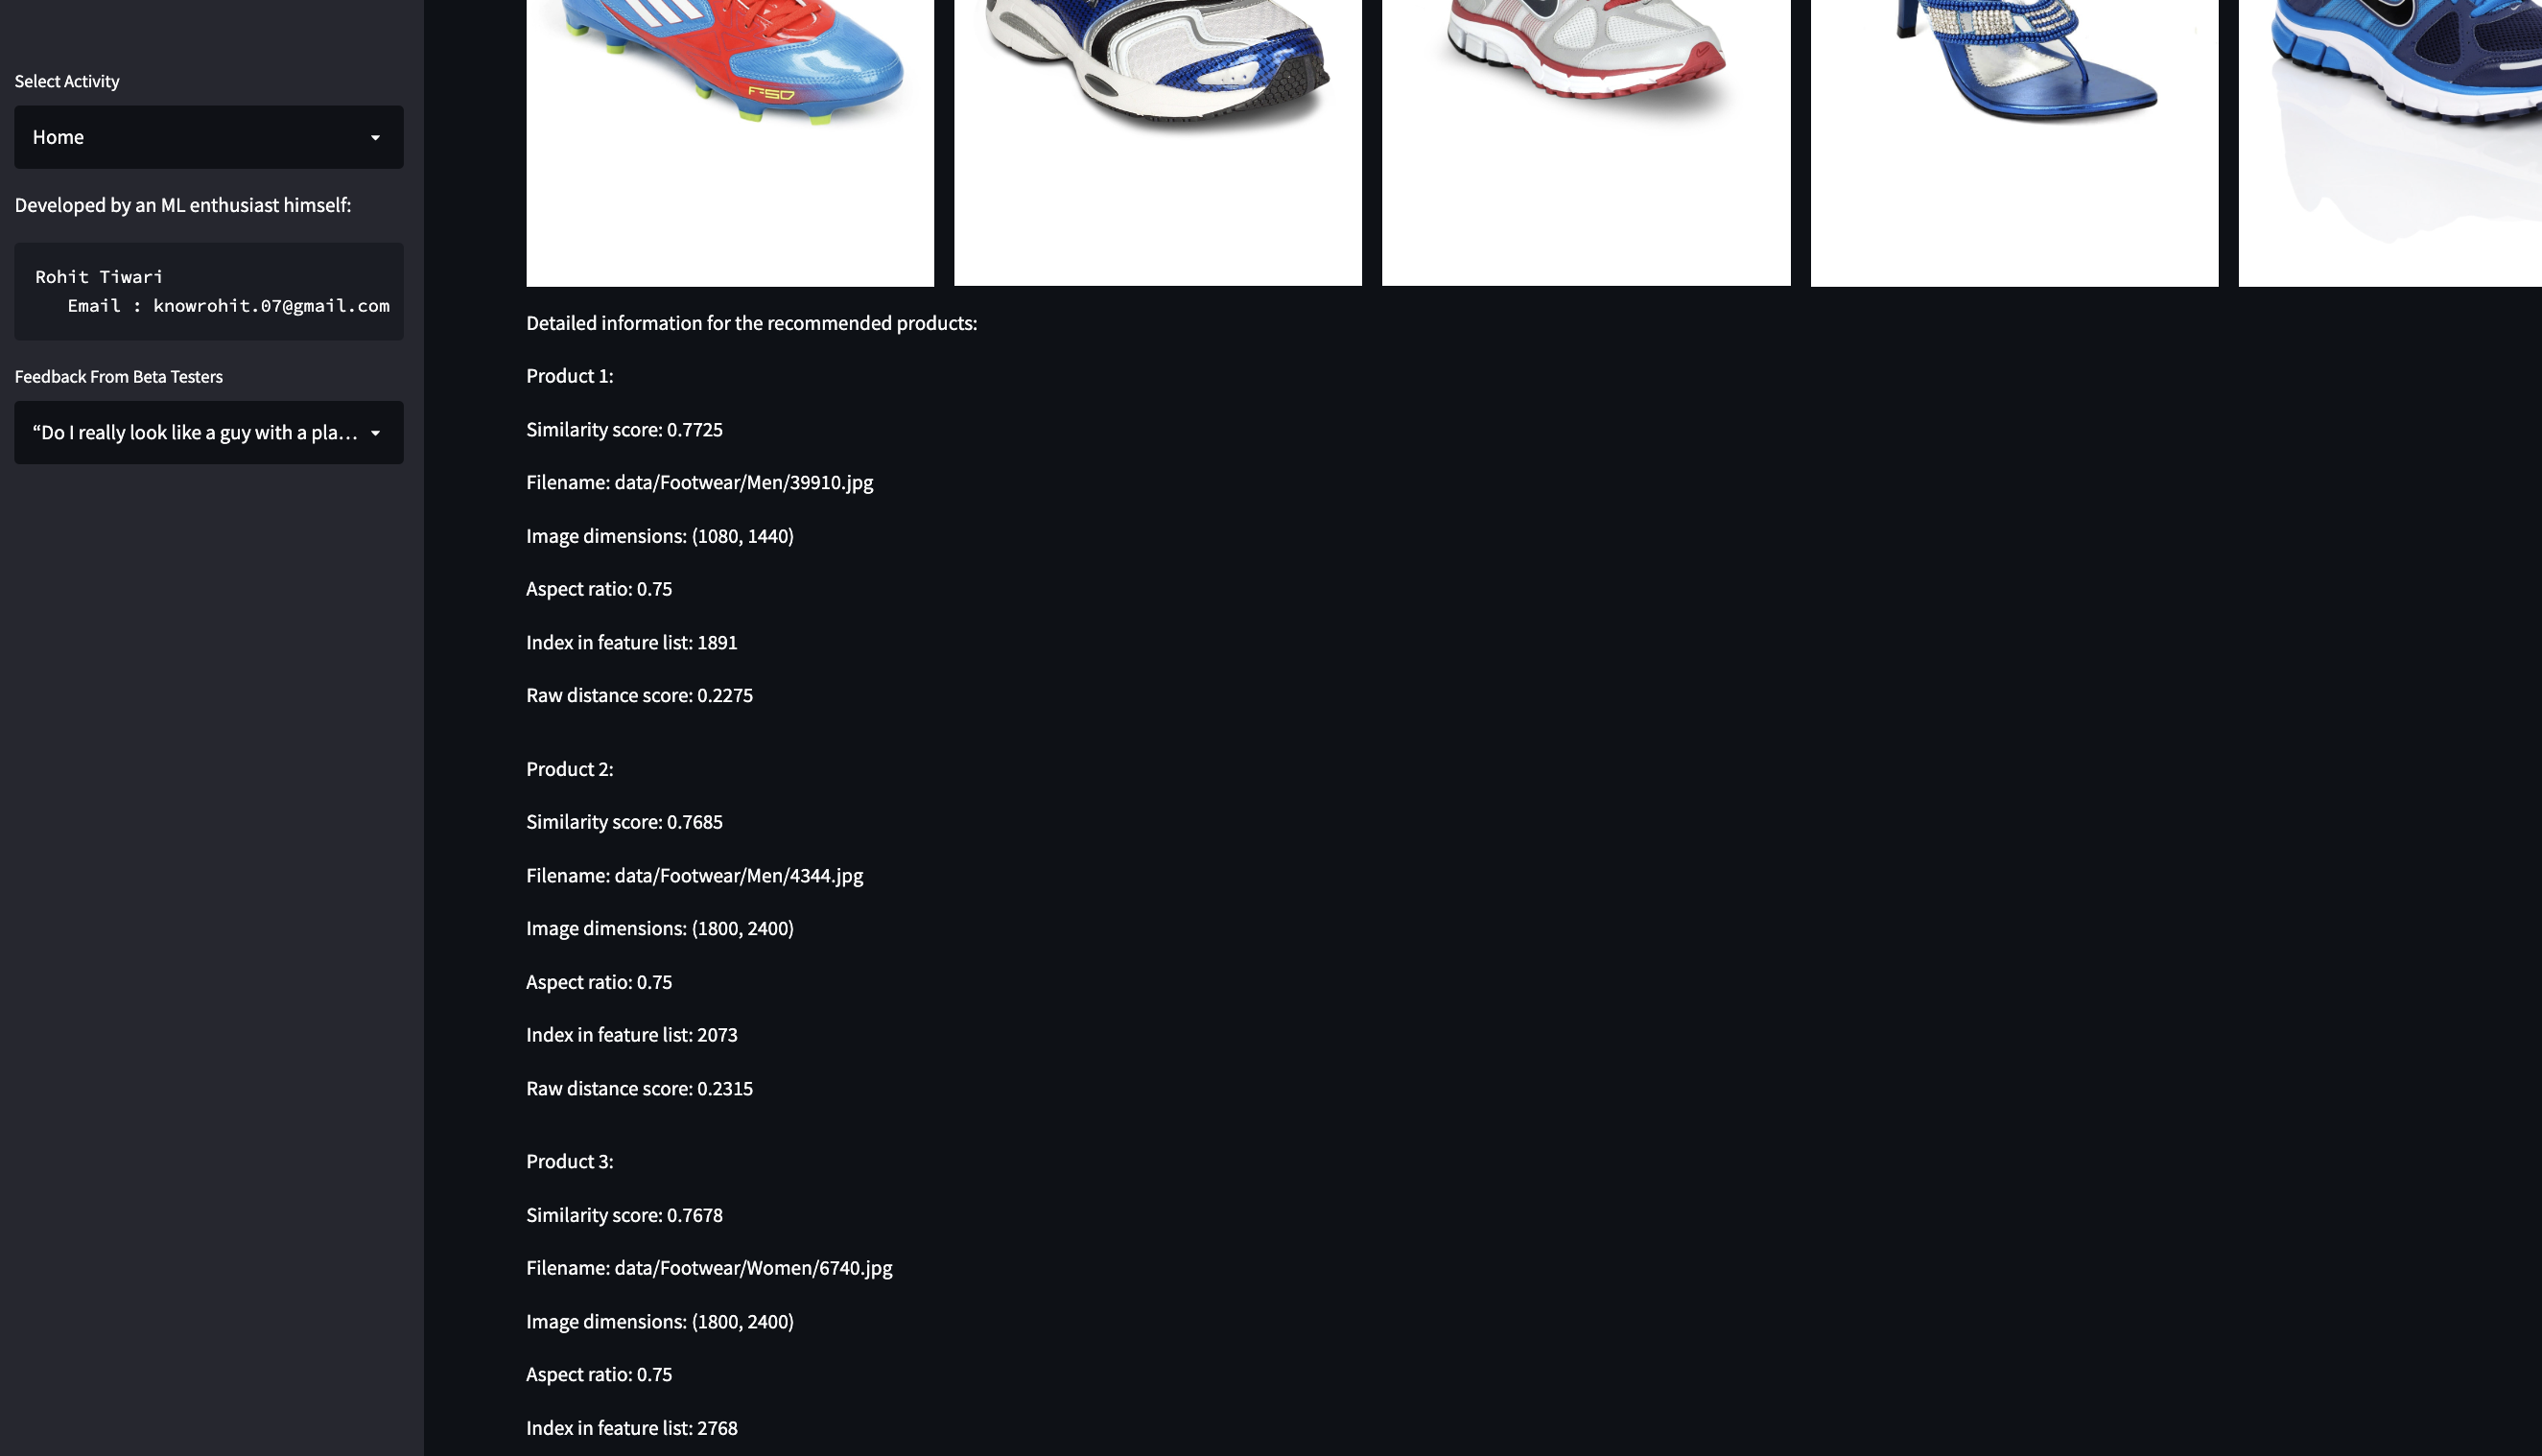 Select Activity
Home
Developed by an ML enthusiast himself:
Rohit Tiwari
Email : knowrohit.07@gmail.com
Feedback From Beta Testers
“Do I really look like a guy with a pla...
F50
Detailed information for the recommended products:
Product 1:
Similarity score: 0.7725
Filename: data/Footwear/Men/39910.jpg
Image dimensions: (1080, 1440)
Aspect ratio: 0.75
Index in feature list: 1891
Raw distance score: 0.2275
Product 2:
Similarity score: 0.7685
Filename: data/Footwear/Men/4344.jpg
Image dimensions: (1800, 2400)
Aspect ratio: 0.75
Index in feature list: 2073
Raw distance score: 0.2315
Product 3:
Similarity score: 0.7678
Filename: data/Footwear/Women/6740.jpg
Image dimensions: (1800, 2400)
Aspect ratio: 0.75
Index in feature list: 2768